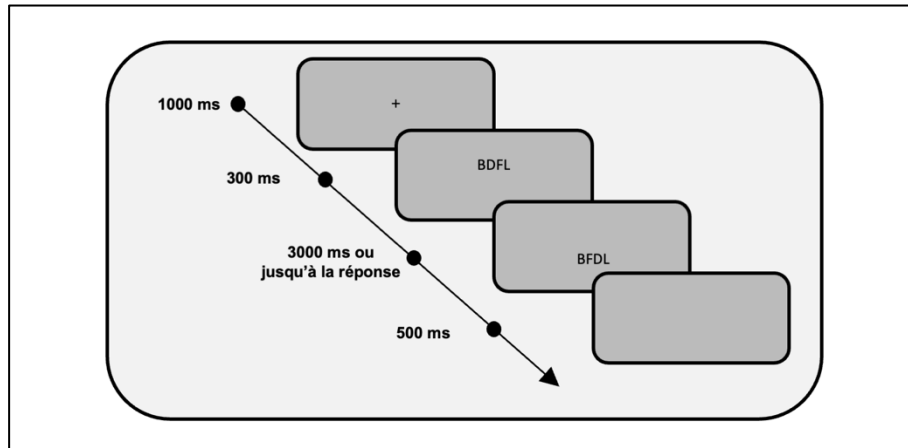 1000 ms
+
300 ms
BDFL
3000 ms ou
jusqu'à la réponse
BFDL
500 ms